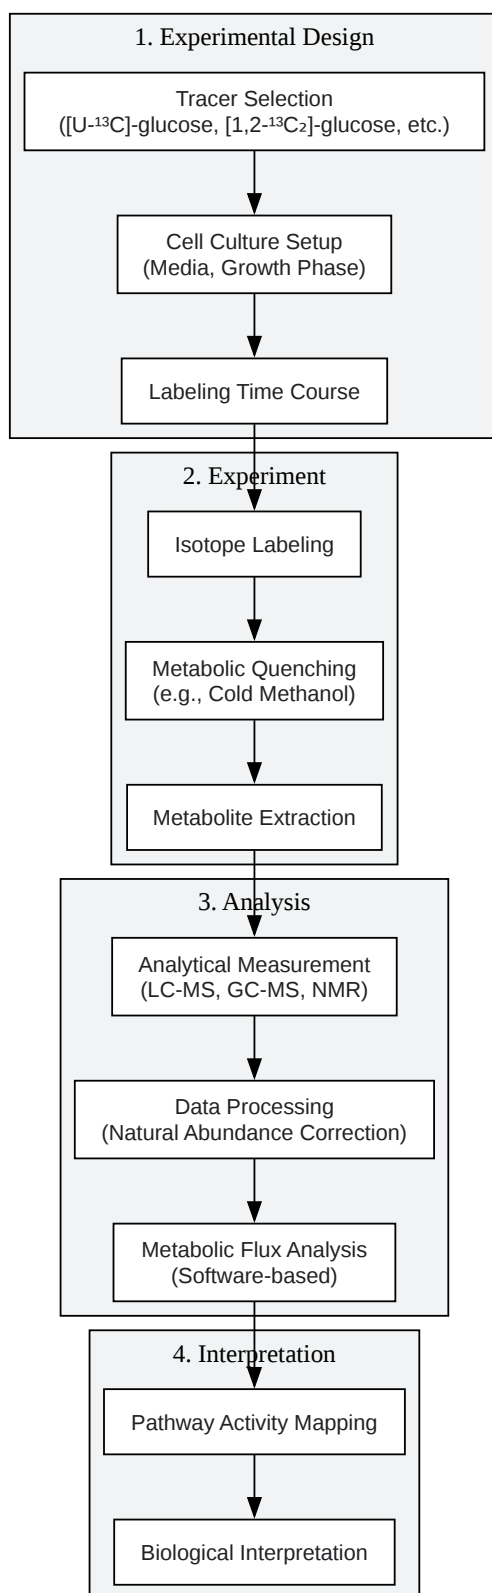 1. Experimental Design
Tracer Selection
([U-¹³C]-glucose, [1,2-¹³C₂]-glucose, etc.)
Cell Culture Setup
(Media, Growth Phase)
Labeling Time Course
2. Experiment
Isotope Labeling
Metabolic Quenching
(e.g., Cold Methanol)
Metabolite Extraction
3. Analysis
Analytical Measurement
(LC-MS, GC-MS, NMR)
Data Processing
(Natural Abundance Correction)
Metabolic Flux Analysis
(Software-based)
4. Interpretation
Pathway Activity Mapping
Biological Interpretation